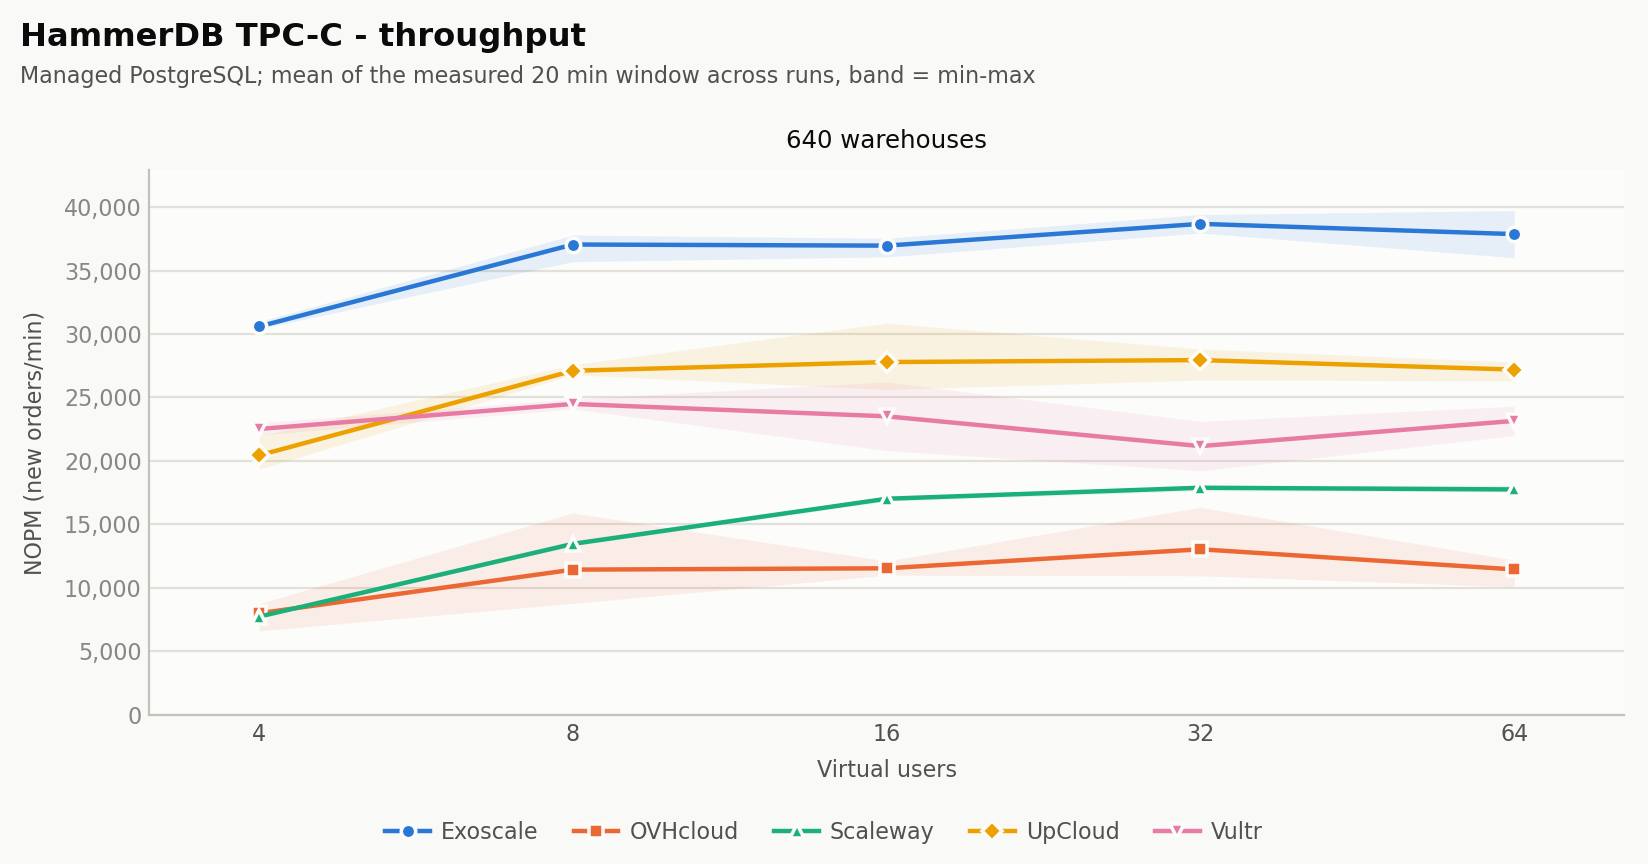 HammerDB TPC-C - throughput
Managed PostgreSQL; mean of the measured 20 min window across runs, band = min-max
640 warehouses
NOPM (new orders/min)
40,000
35,000
30,000
25,000
20,000
15,000
10,000
5,000
0
4 8 16 32 64
Virtual users
Exoscale OVHcloud Scaleway UpCloud Vultr